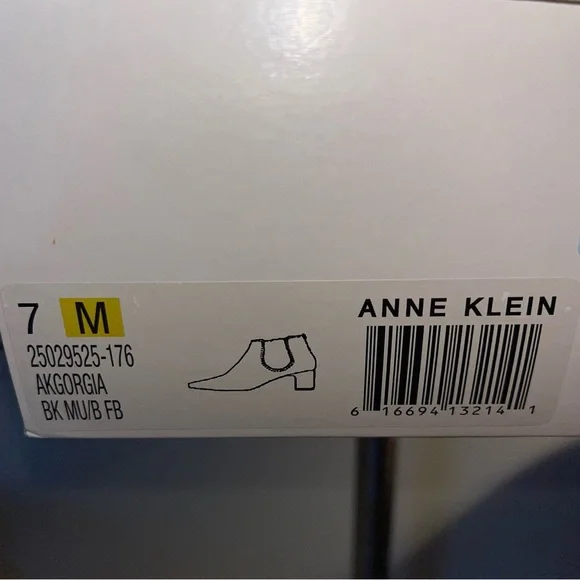 7 M
25029525-176
AKGORGIA
BK MU/B FB
ANNE KLEIN
6 16694 13214 1